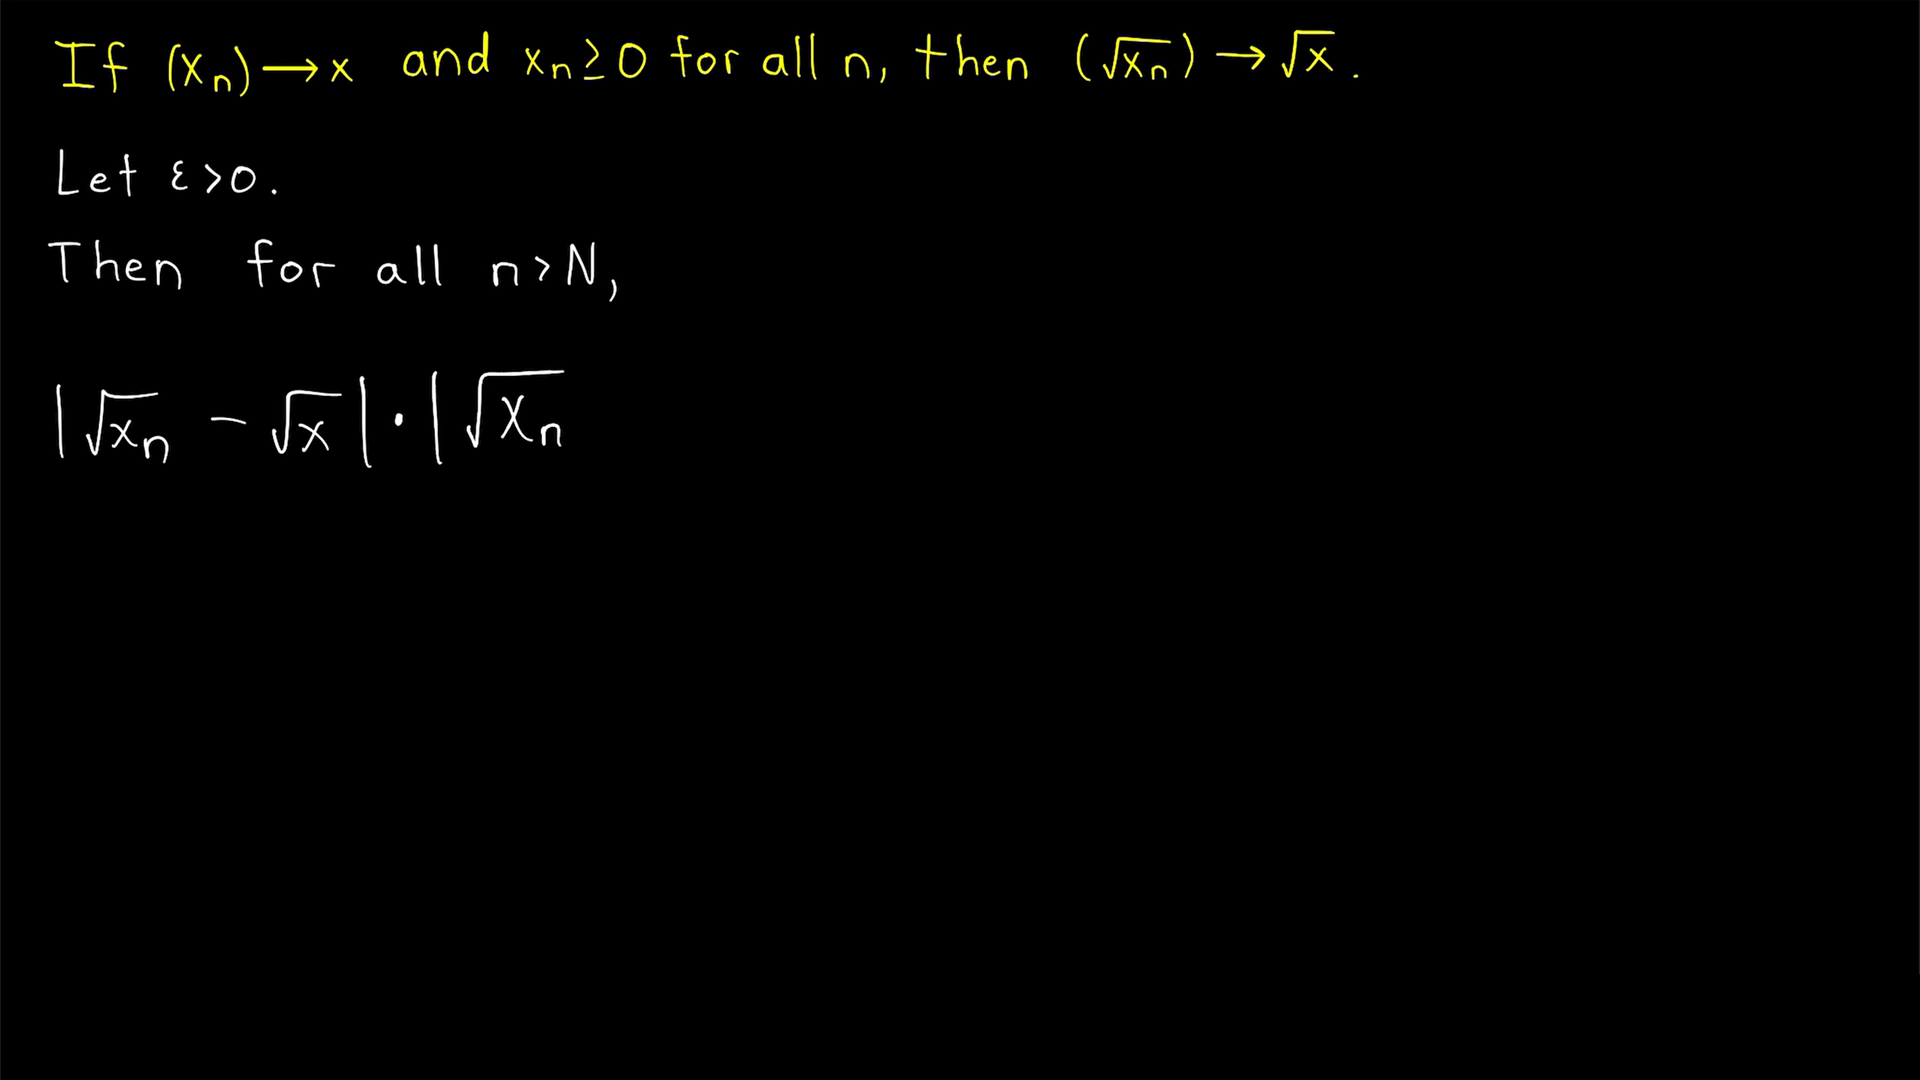 If (xₙ)→x and xₙ≥0 for all n, then (√xₙ)→√x.
Let ε>0.
Then for all n>N,
|√xₙ - √x|·|√xₙ